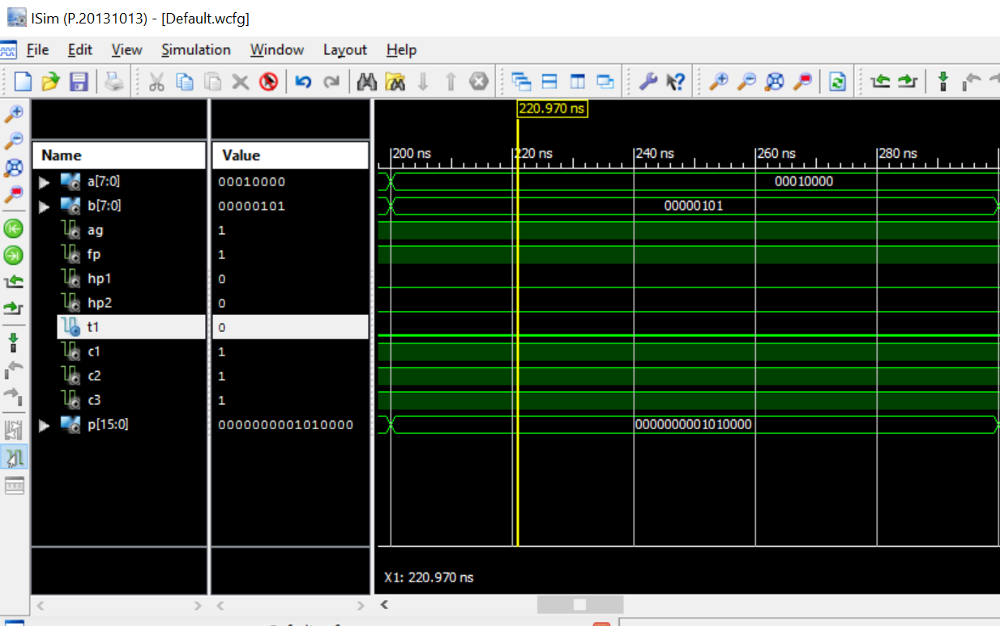 ISim (P.20131013) - [Default.wcfg]
File Edit View Simulation Window Layout Help
220.970 ns
Name Value 200 ns 220 ns 240 ns 260 ns 280 ns
a[7:0] 00010000 00010000
b[7:0] 00000101 00000101
ag 1
fp 1
hp1 0
hp2 0
t1 0
c1 1
c2 1
c3 1
p[15:0] 0000000001010000 0000000001010000
X1: 220.970 ns